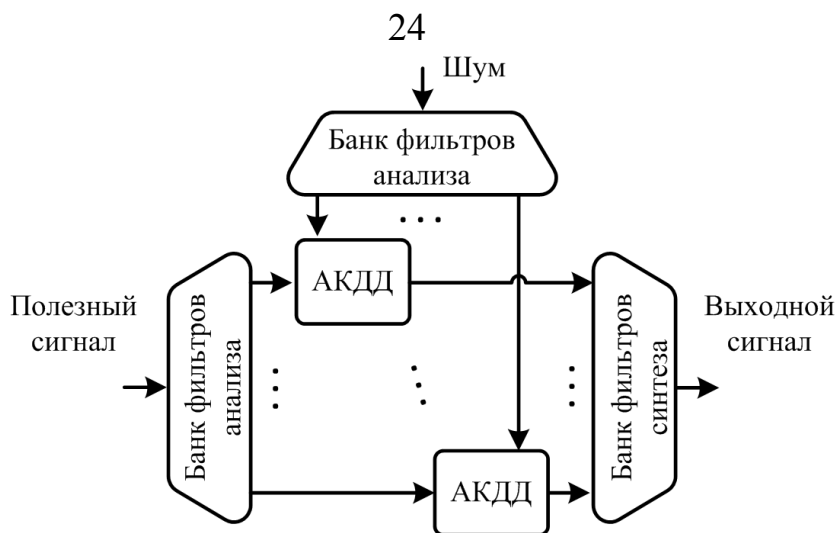 24
Шум
Банк фильтров
анализа
АКДД
Полезный
сигнал
Банк фильтров
анализа
Банк фильтров
синтеза
Выходной
сигнал
АКДД